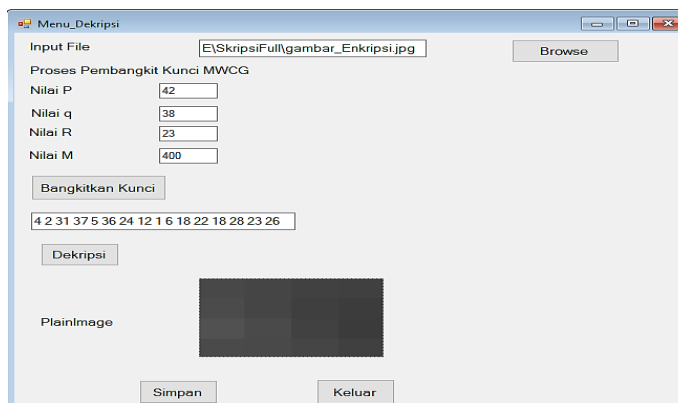 Menu_Dekripsi
Input File E\SkripsiFull\gambar_Enkripsi.jpg Browse
Proses Pembangkit Kunci MWCG
Nilai P 42
Nilai q 38
Nilai R 23
Nilai M 400
Bangkitkan Kunci
4 2 31 37 5 36 24 12 1 6 18 22 18 28 23 26
Dekripsi
PlainImage
Simpan Keluar